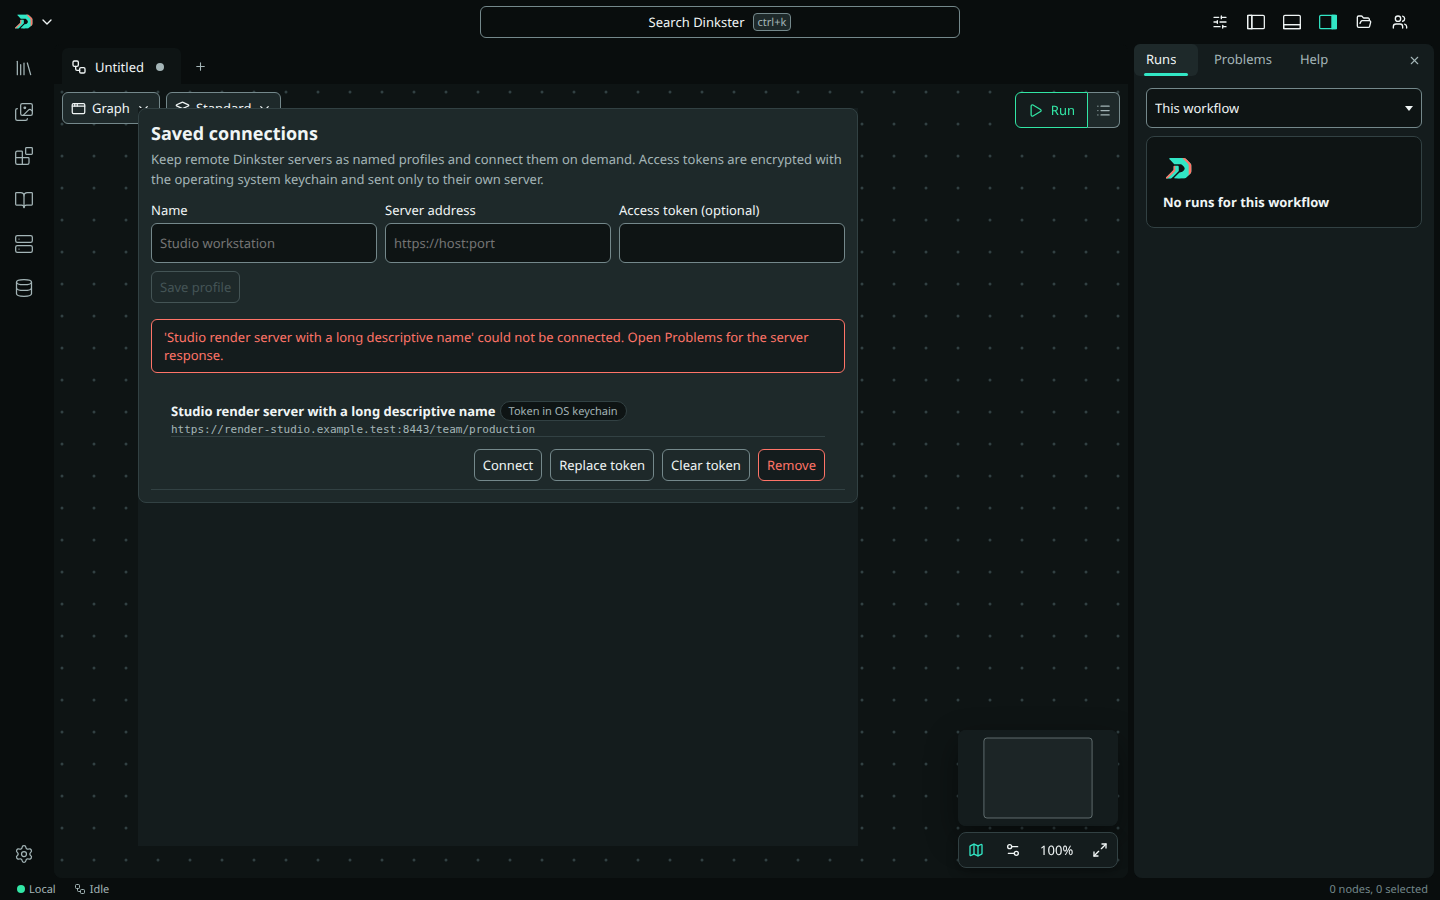 Search Dinkster ctrl+k
Untitled
Runs Problems Help
Graph Standard
Run
This workflow
No runs for this workflow
Saved connections
Keep remote Dinkster servers as named profiles and connect them on demand. Access tokens are encrypted with
the operating system keychain and sent only to their own server.
Name Server address Access token (optional)
Studio workstation https://host:port
Save profile
'Studio render server with a long descriptive name' could not be connected. Open Problems for the server
response.
Studio render server with a long descriptive name Token in OS keychain
https://render-studio.example.test:8443/team/production
Connect Replace token Clear token Remove
100%
Local Idle 0 nodes, 0 selected